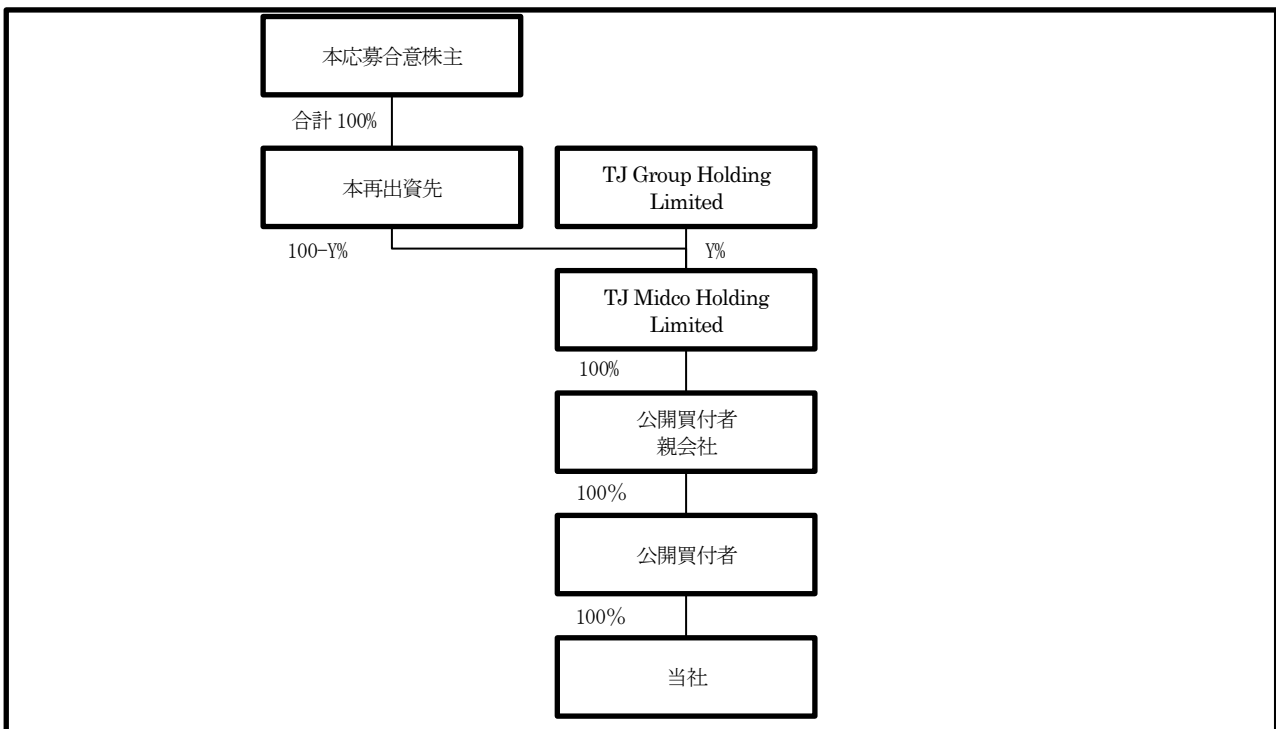 本応募合意株主
合計 100%
本再出資先
TJ Group Holding
Limited
100-Y%
Y%
TJ Midco Holding
Limited
100%
公開買付者
親会社
100%
公開買付者
100%
当社